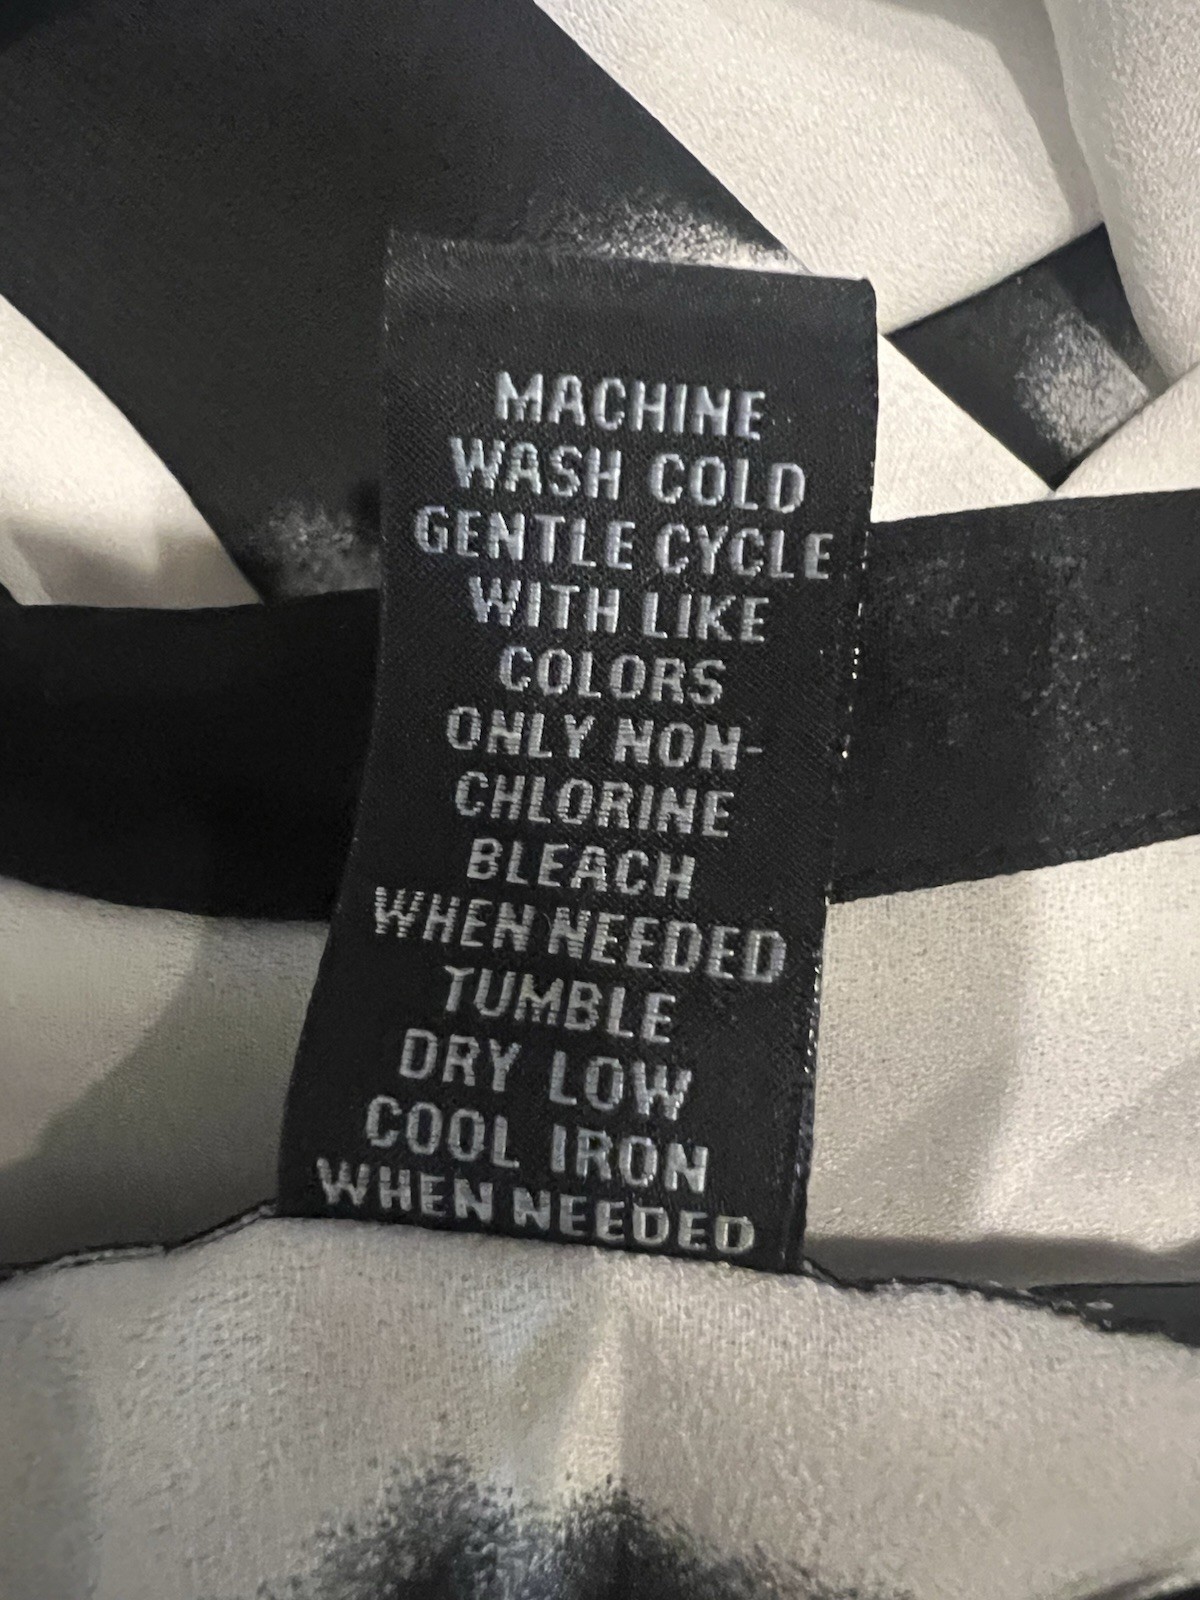 MACHINE
WASH COLD
GENTLE CYCLE
WITH LIKE
COLORS
ONLY NON-
CHLORINE
BLEACH
WHEN NEEDED
TUMBLE
DRY LOW
COOL IRON
WHEN NEEDED